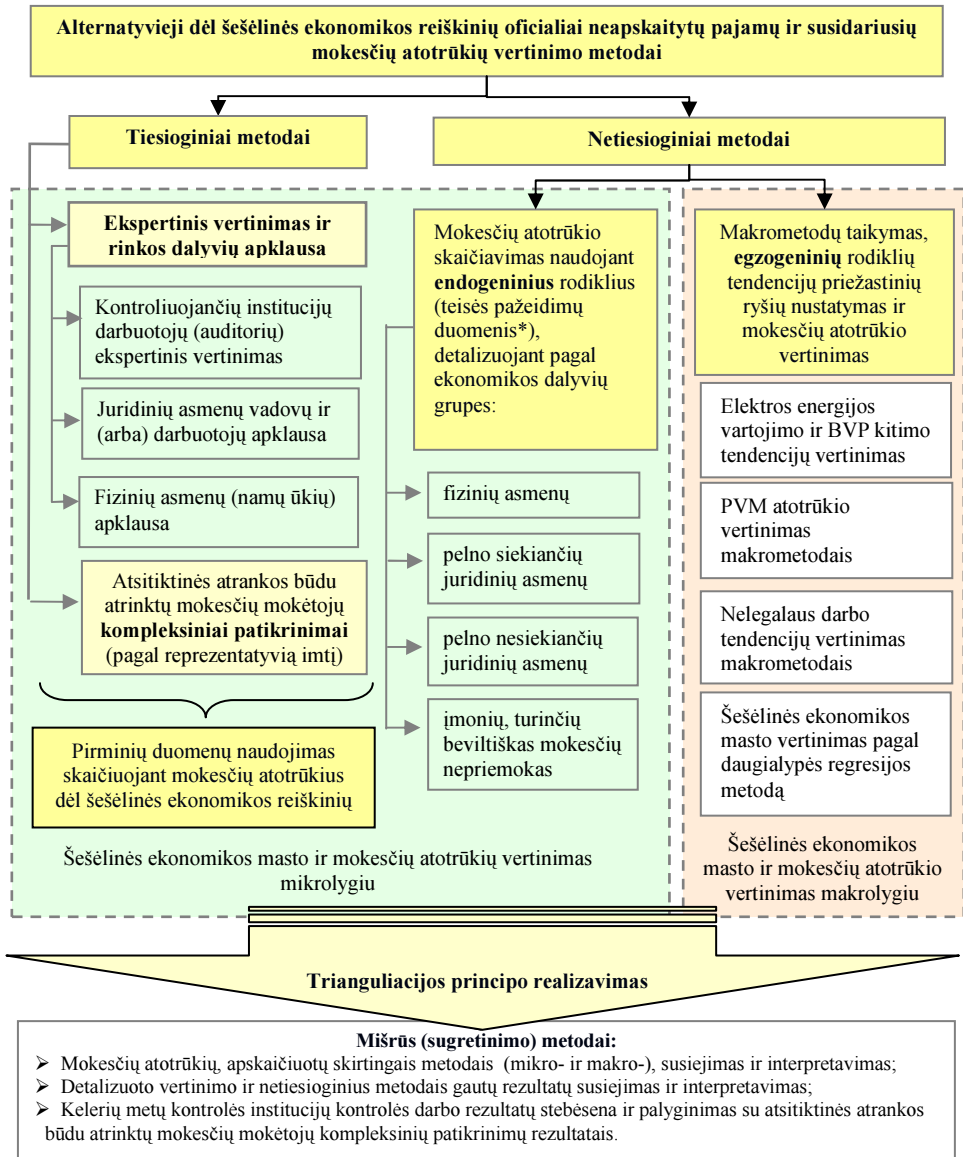 Alternatyvieji dėl šešėlinės ekonomikos reiškinių oficialiai neapskaitytų pajamų ir susidariusių
mokesčių atotrūkių vertinimo metodai
Tiesioginiai metodai
Netiesioginiai metodai
Ekspertinis vertinimas ir
rinkos dalyvių apklausa
Kontroliuojančių institucijų
darbuotojų (auditorių)
ekspertinis vertinimas
Juridinių asmenų vadovų ir
(arba) darbuotojų apklausa
Fizinių asmenų (namų ūkių)
apklausa
Atsitiktinės atrankos būdu
atrinktų mokesčių mokėtojų
kompleksiniai patikrinimai
(pagal reprezentatyvią imtį)
Pirminių duomenų naudojimas
skaičiuojant mokesčių atotrūkius
dėl šešėlinės ekonomikos reiškinių
Mokesčių atotrūkio
skaičiavimas naudojant
endogeninius rodiklius
(teisės pažeidimų
duomenis*),
detalizuojant pagal
ekonomikos dalyvių
grupes:
fizinių asmenų
pelno siekiančių
juridinių asmenų
pelno nesiekiančių
juridinių asmenų
įmonių, turinčių
beviltiškas mokesčių
nepriemokas
Šešėlinės ekonomikos masto ir mokesčių atotrūkių vertinimas
mikrolygiu
Makrometodų taikymas,
egzogeninių rodiklių
tendencijų priežastinių
ryšių nustatymas ir
mokesčių atotrūkio
vertinimas
Elektros energijos
vartojimo ir BVP kitimo
tendencijų vertinimas
PVM atotrūkio
vertinimas
makrometodais
Nelegalaus darbo
tendencijų vertinimas
makrometodais
Šešėlinės ekonomikos
masto vertinimas pagal
daugialypės regresijos
metodą
Šešėlinės ekonomikos
masto ir mokesčių atotrūkio
vertinimas makrolygiu
Trianguliacijos principo realizavimas
Mišrūs (sugretinimo) metodai:
➢ Mokesčių atotrūkių, apskaičiuotų skirtingais metodais (mikro- ir makro-), susiejimas ir interpretavimas;
➢ Detalizuoto vertinimo ir netiesioginius metodais gautų rezultatų susiejimas ir interpretavimas;
➢ Kelerių metų kontrolės institucijų kontrolės darbo rezultatų stebėsena ir palyginimas su atsitiktinės atrankos
būdu atrinktų mokesčių mokėtojų kompleksinių patikrinimų rezultatais.